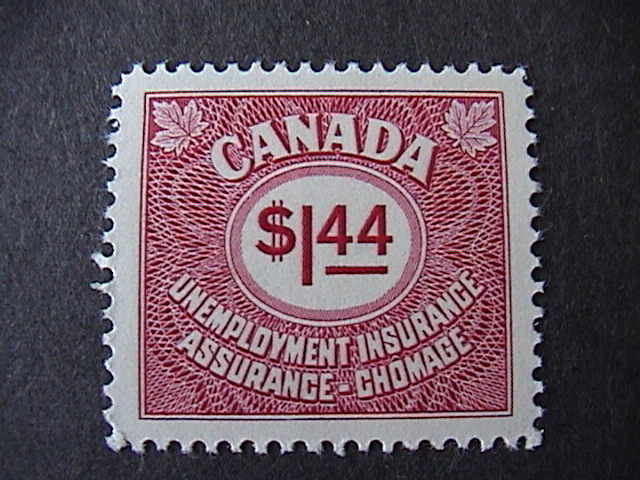 CANADA
$1.44
UNEMPLOYMENT INSURANCE
ASSURANCE-CHOMAGE